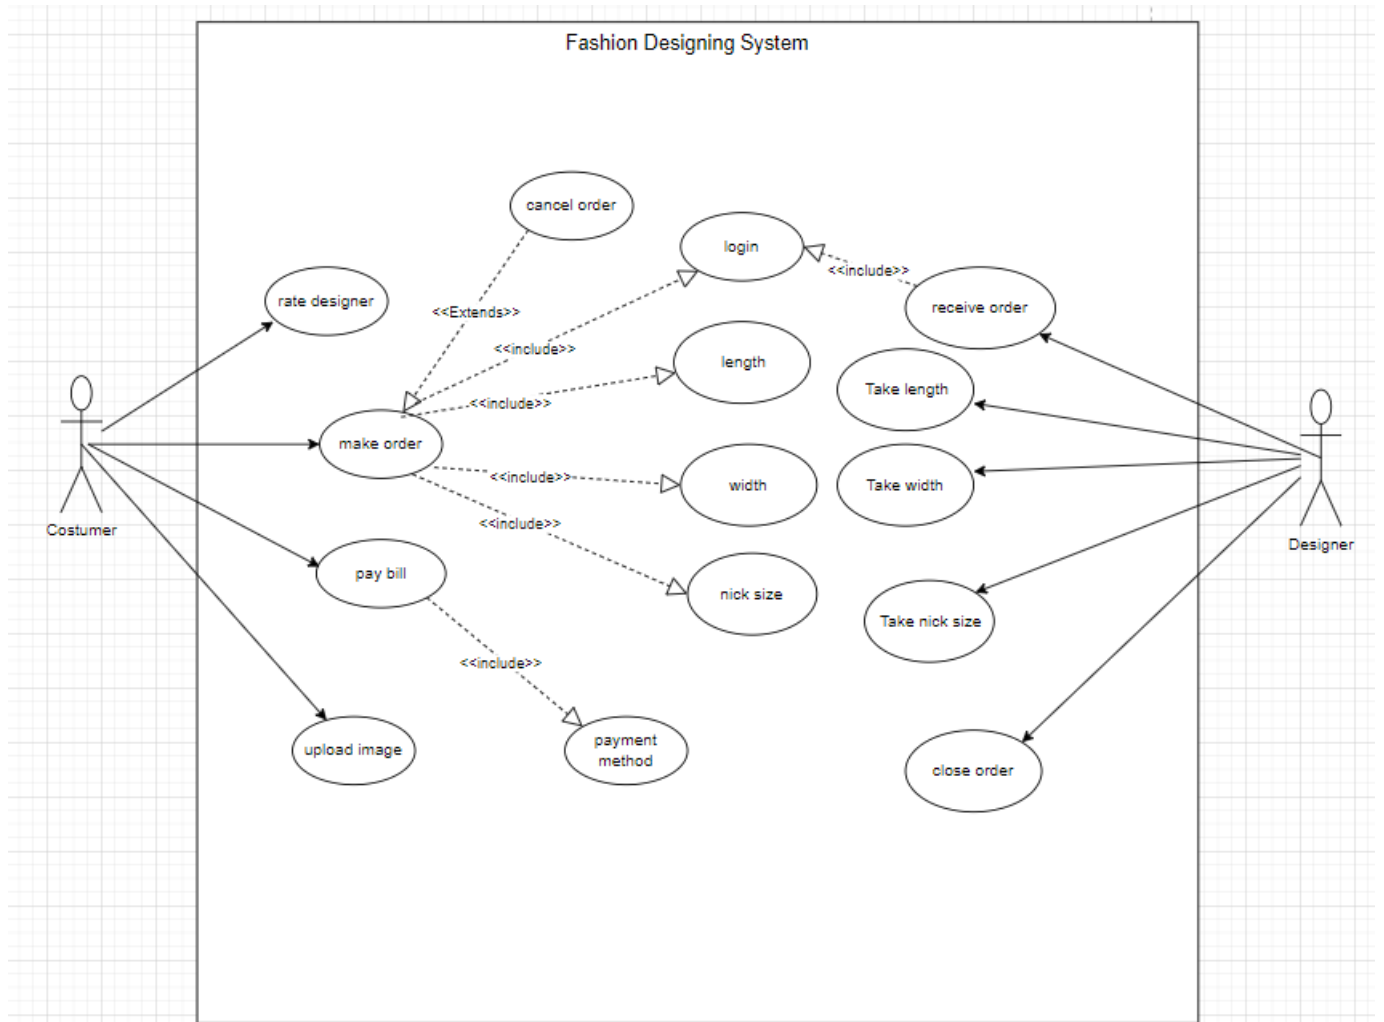 Fashion Designing System
cancel order
login
<<include>>
rate designer
receive order
<<Extends>>
<<include>>
length
Take length
<<include>>
make order
<<include>>
width
Take width
<<include>>
Costumer
Designer
pay bill
nick size
Take nick size
<<include>>
upload image
payment
method
close order